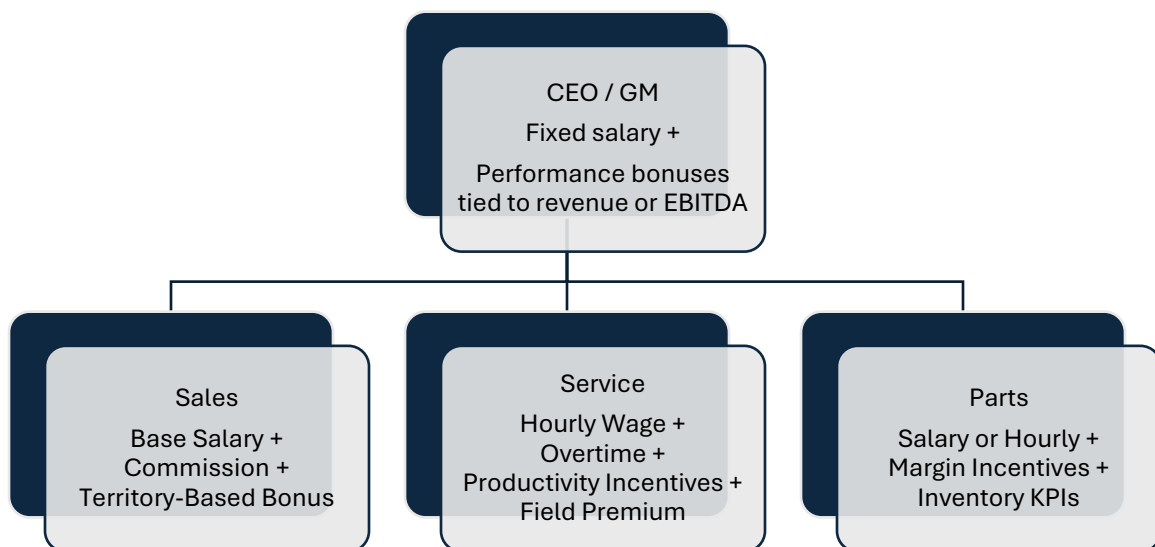 CEO / GM
Fixed salary +
Performance bonuses
tied to revenue or EBITDA
Sales
Base Salary +
Commission +
Territory-Based Bonus
Service
Hourly Wage +
Overtime +
Productivity Incentives +
Field Premium
Parts
Salary or Hourly +
Margin Incentives +
Inventory KPIs